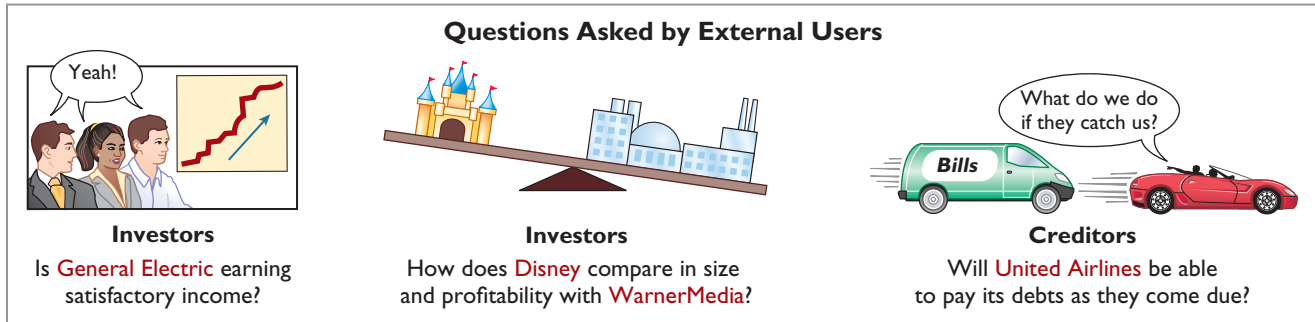 Questions Asked by External Users
Yeah!
Investors
Is General Electric earning
satisfactory income?
Investors
How does Disney compare in size
and profitability with WarnerMedia?
What do we do
if they catch us?
Bills
Creditors
Will United Airlines be able
to pay its debts as they come due?